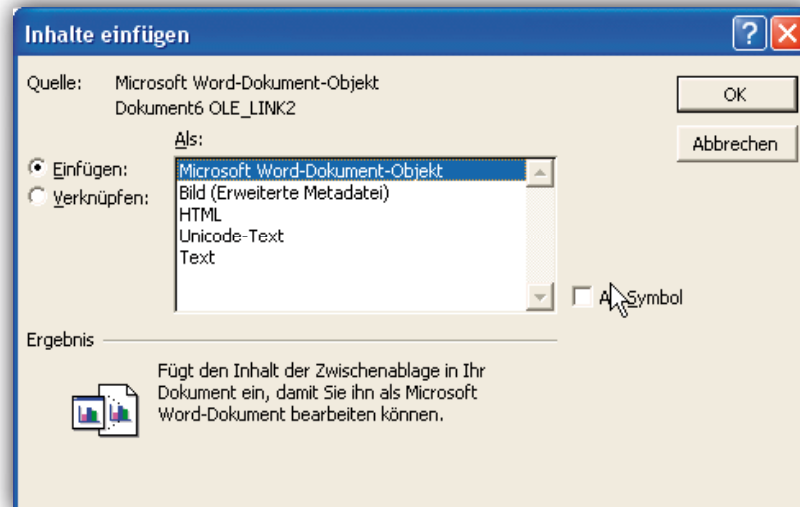 Inhalte einfügen
Quelle: Microsoft Word-Dokument-Objekt
Dokument6 OLE_LINK2
OK
Abbrechen
Als:
Einfügen:
Verknüpfen:
Microsoft Word-Dokument-Objekt
Bild (Erweiterte Metadatei)
HTML
Unicode-Text
Text
Symbol
Ergebnis
Fügt den Inhalt der Zwischenablage in Ihr
Dokument ein, damit Sie ihn als Microsoft
Word-Dokument bearbeiten können.